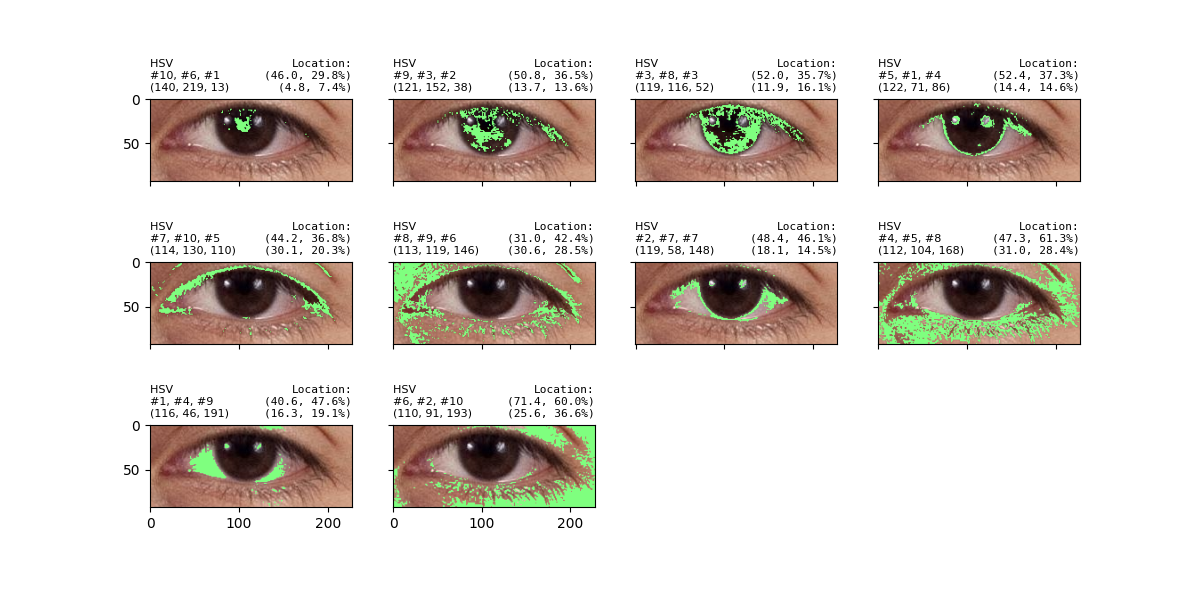 HSV Location:
#10, #6, #1 (46.0, 29.8%)
(140, 219, 13) (4.8, 7.4%)
HSV Location:
#9, #3, #2 (50.8, 36.5%)
(121, 152, 38) (13.7, 13.6%)
HSV Location:
#3, #8, #3 (52.0, 35.7%)
(119, 116, 52) (11.9, 16.1%)
HSV Location:
#5, #1, #4 (52.4, 37.3%)
(122, 71, 86) (14.4, 14.6%)
0
50
HSV Location:
#7, #10, #5 (44.2, 36.8%)
(114, 130, 110) (30.1, 20.3%)
HSV Location:
#8, #9, #6 (31.0, 42.4%)
(113, 119, 146) (30.6, 28.5%)
HSV Location:
#2, #7, #7 (48.4, 46.1%)
(119, 58, 148) (18.1, 14.5%)
HSV Location:
#4, #5, #8 (47.3, 61.3%)
(112, 104, 168) (31.0, 28.4%)
0
50
HSV Location:
#1, #4, #9 (40.6, 47.6%)
(116, 46, 191) (16.3, 19.1%)
HSV Location:
#6, #2, #10 (71.4, 60.0%)
(110, 91, 193) (25.6, 36.6%)
0
50
0 100 200
0 100 200